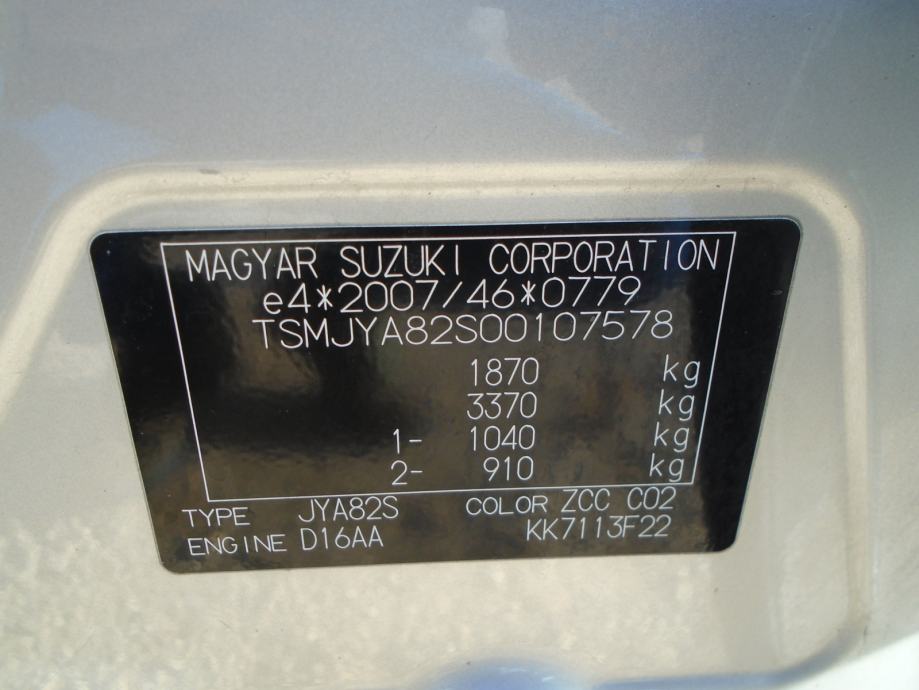 MAGYAR SUZUKI CORPORATION
e4*2007/46*0779
TSMJYA82S00107578
1870 kg
3370 kg
1- 1040 kg
2- 910 kg
TYPE JYA82S COLOR ZCC C02
ENGINE D16AA KK7113F22